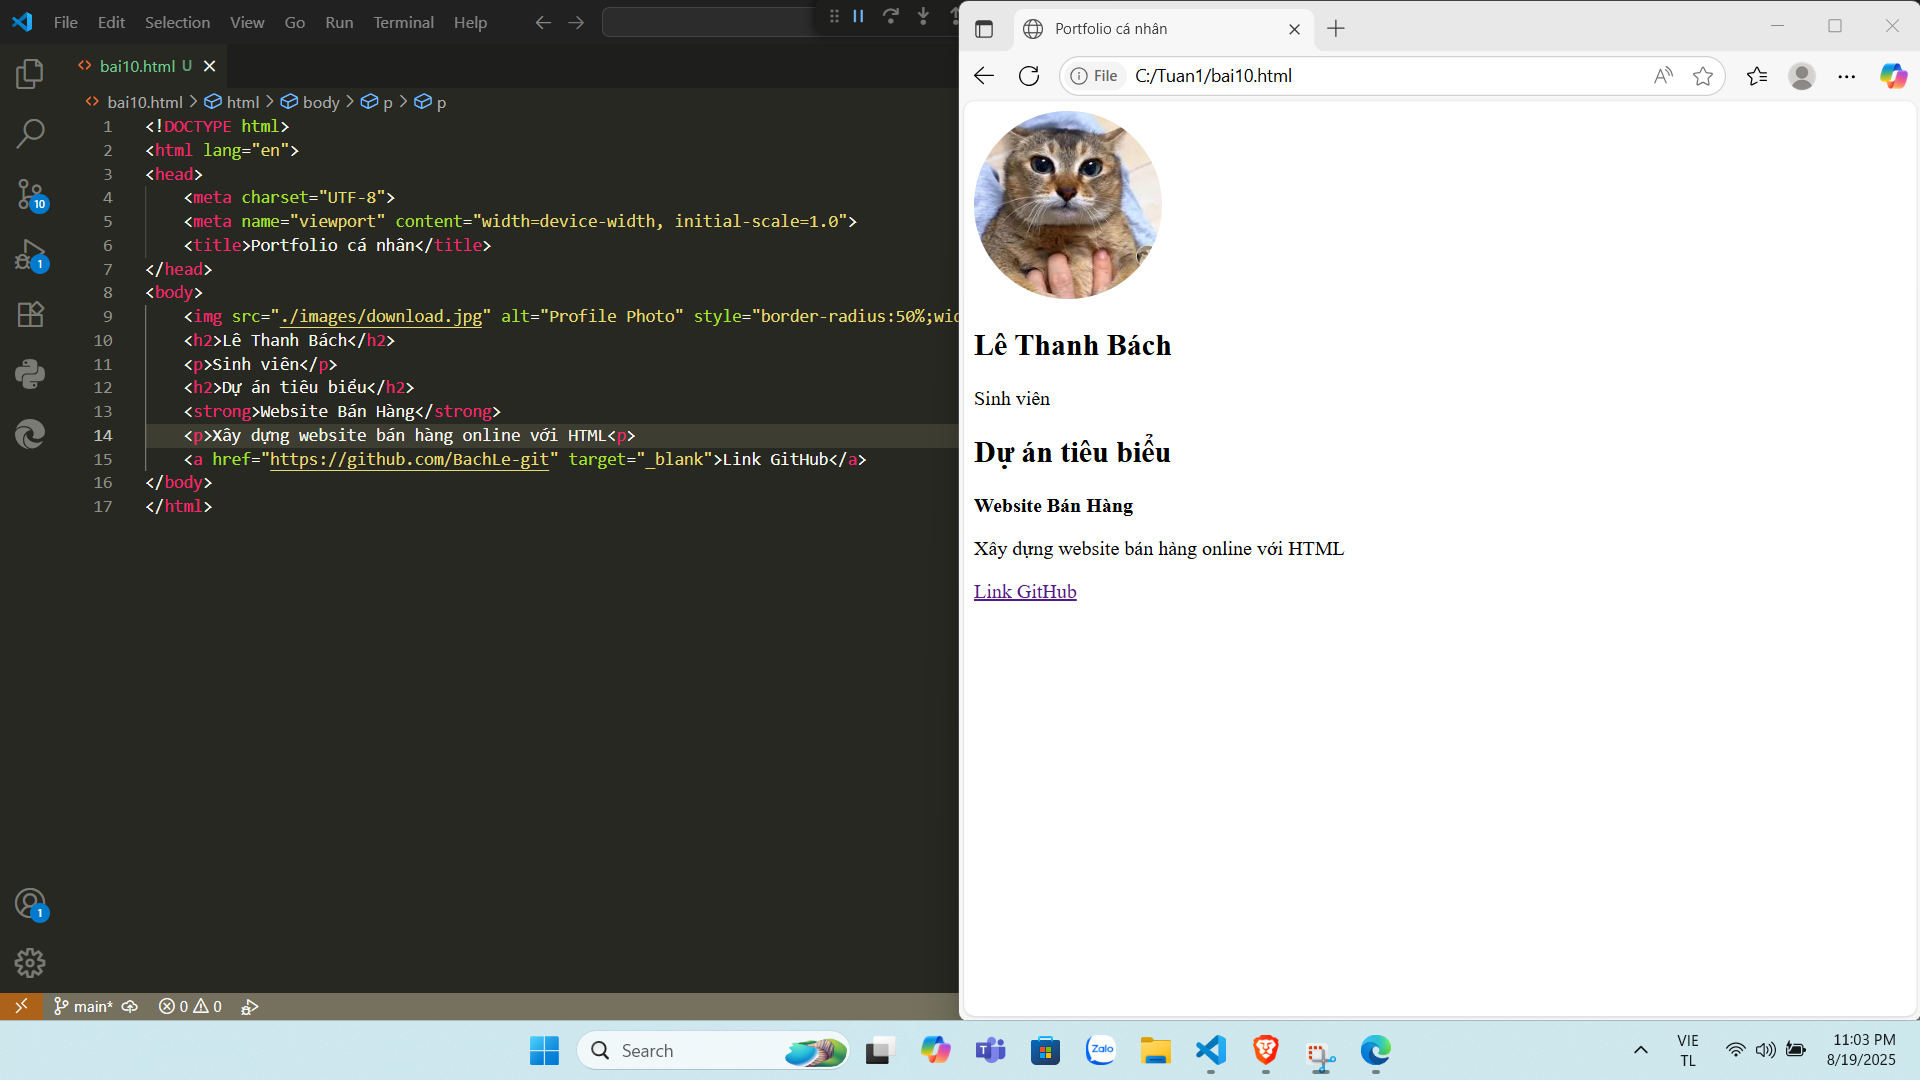 File Edit Selection View Go Run Terminal Help
bai10.html U
bai10.html > html > body > p > p
1 <!DOCTYPE html>
2 <html lang="en">
3 <head>
4 <meta charset="UTF-8">
5 <meta name="viewport" content="width=device-width, initial-scale=1.0">
6 <title>Portfolio cá nhân</title>
7 </head>
8 <body>
9 <img src="./images/download.jpg" alt="Profile Photo" style="border-radius:50%;wid
10 <h2>Lê Thanh Bách</h2>
11 <p>Sinh viên</p>
12 <h2>Dự án tiêu biểu</h2>
13 <strong>Website Bán Hàng</strong>
14 <p>Xây dựng website bán hàng online với HTML<p>
15 <a href="https://github.com/BachLe-git" target="_blank">Link GitHub</a>
16 </body>
17 </html>
10
1
1
main* 0 0
Portfolio cá nhân
File C:/Tuan1/bai10.html
Lê Thanh Bách
Sinh viên
Dự án tiêu biểu
Website Bán Hàng
Xây dựng website bán hàng online với HTML
Link GitHub
Search
Zalo
VIE
TL
11:03 PM
8/19/2025